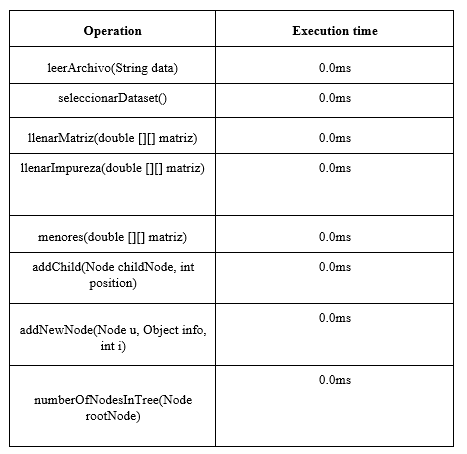 Operation Execution time
leerArchivo(String data) 0.0ms
seleccionarDataset() 0.0ms
llenarMatriz(double [][] matriz) 0.0ms
llenarImpureza(double [][] matriz) 0.0ms
menores(double [][] matriz) 0.0ms
addChild(Node childNode, int 0.0ms
position)
addNewNode(Node u, Object info, 0.0ms
int i)
numberOfNodesInTree(Node 0.0ms
rootNode)